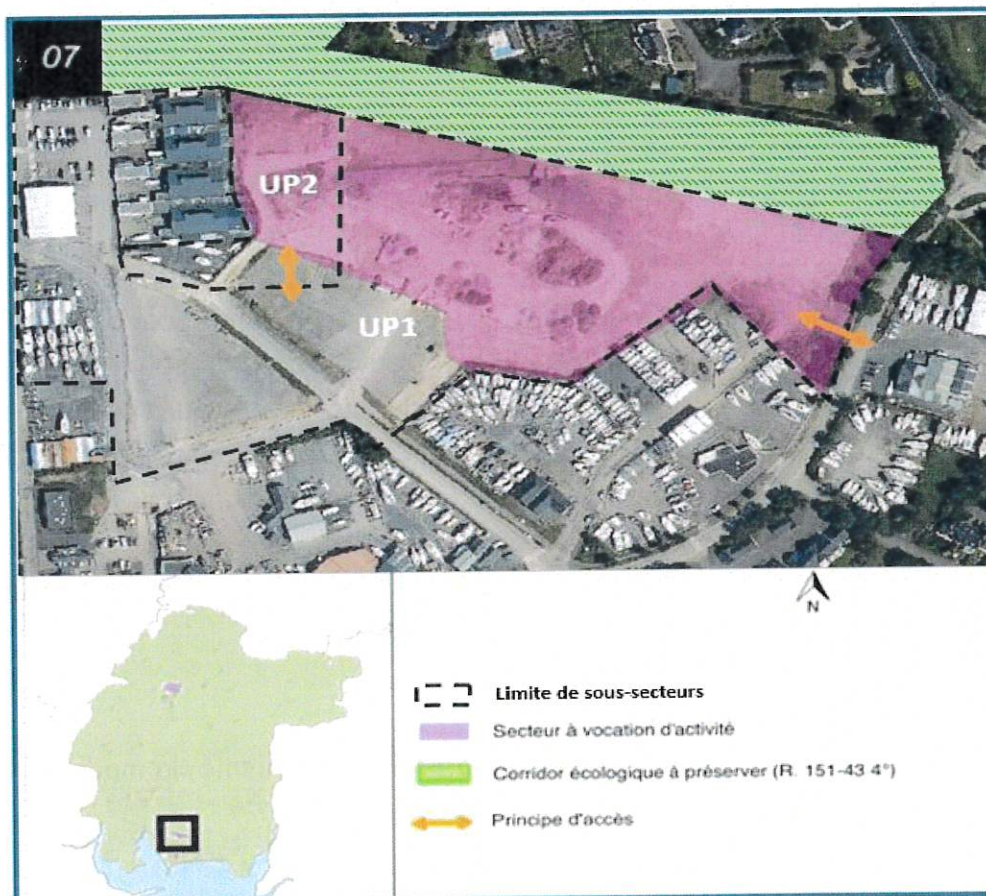 07
UP2
UP1
N
Limite de sous-secteurs
Secteur à vocation d'activité
Corridor écologique à préserver (R. 151-43 4°)
Principe d'accès